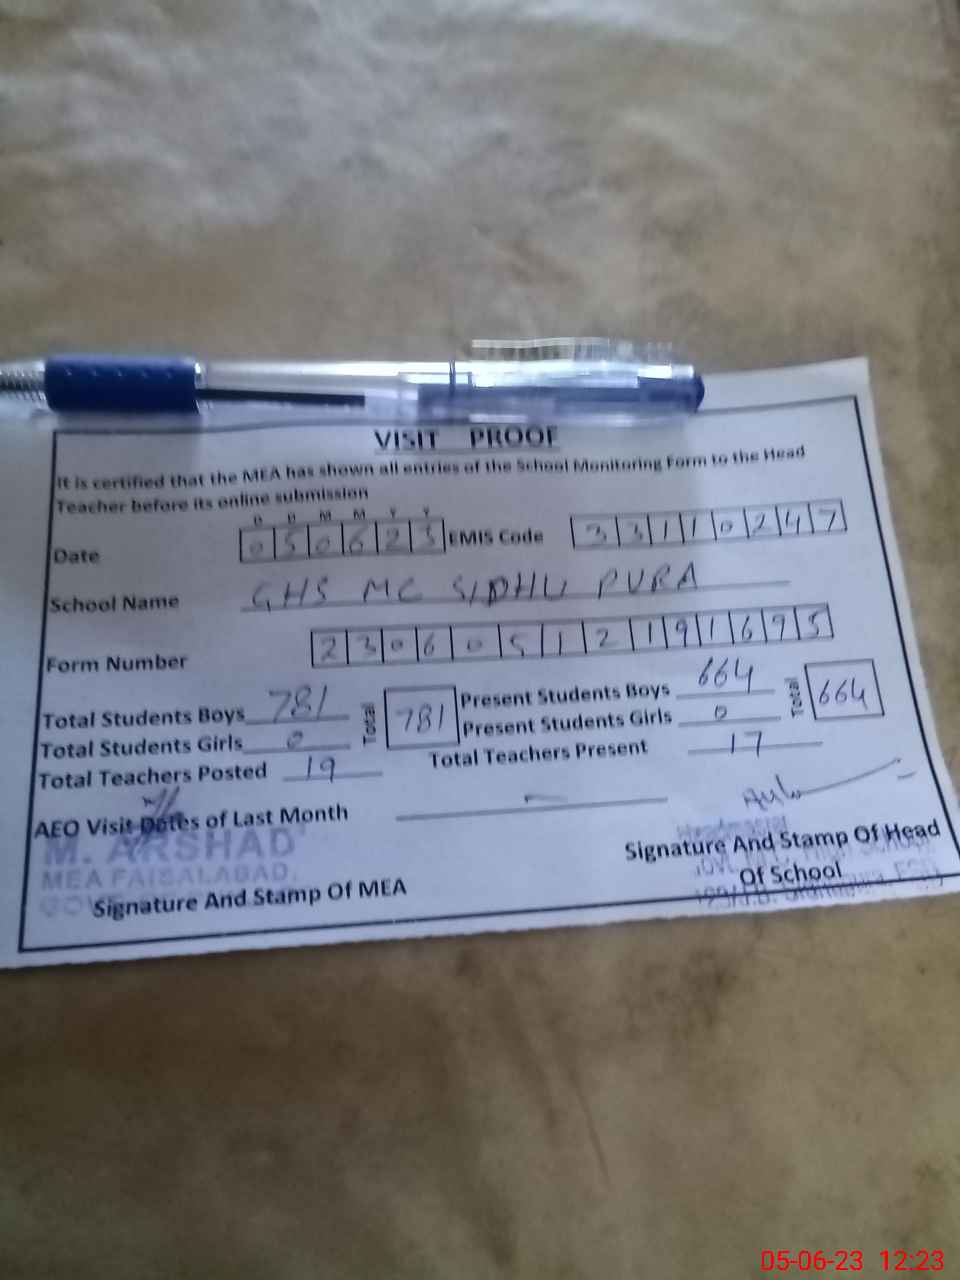 VISIT PROOF
It is certified that the MEA has shown all entries of the School Monitoring Form to the Head
Teacher before its online submission
D D M M Y Y
Date 0 5 0 6 2 3 EMIS Code 3 3 1 1 0 2 4 7
School Name GHS MC SIDHU PURA
Form Number 2 3 0 6 0 5 1 2 1 9 1 6 9 5
Total Students Boys 781 Total 781 Present Students Boys 664 Total 664
Total Students Girls 0 Present Students Girls 0
Total Teachers Posted 19 Total Teachers Present 17
AEO Visit Dates of Last Month
M. ARSHAD
MEA FAISALABAD.
Signature And Stamp Of MEA
Headmaster
Signature And Stamp Of Head
Of School
05-06-23 12:23